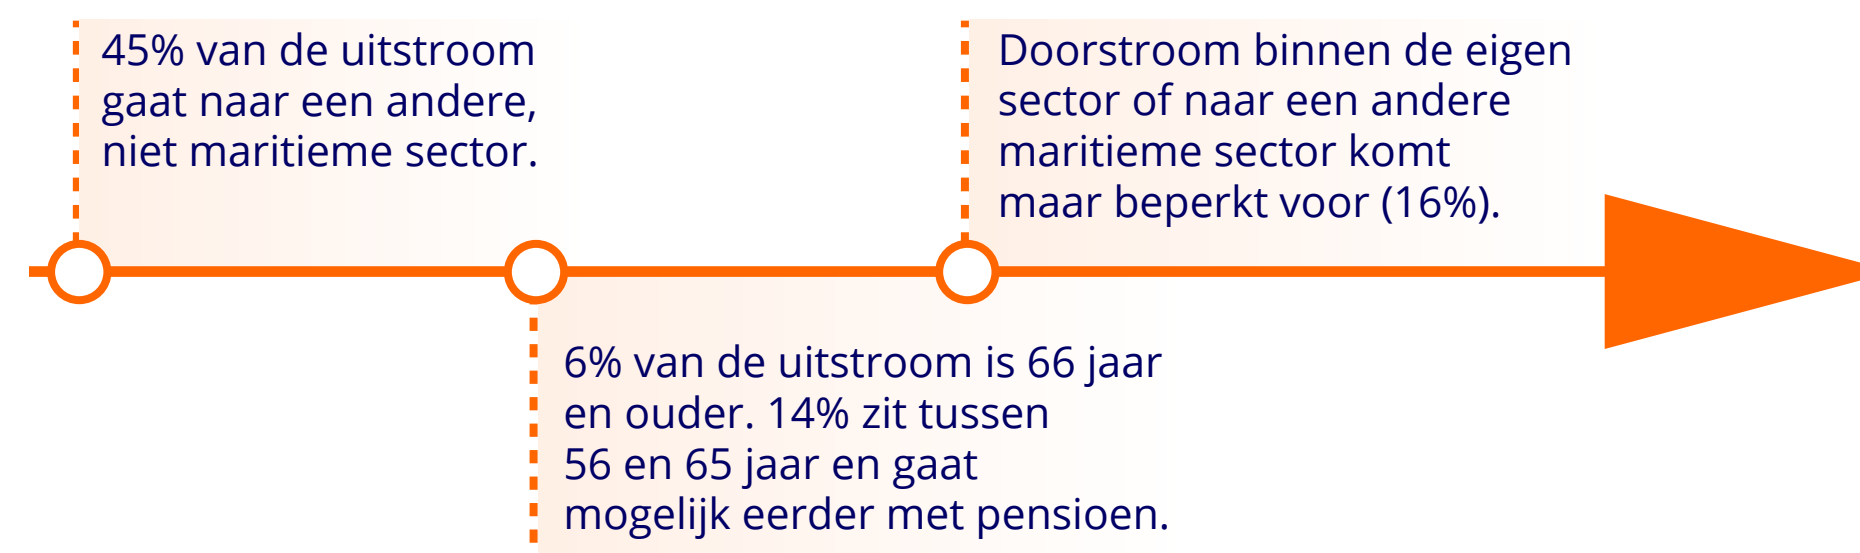 45% van de uitstroom
gaat naar een andere,
niet maritieme sector.
6% van de uitstroom is 66 jaar
en ouder. 14% zit tussen
56 en 65 jaar en gaat
mogelijk eerder met pensioen.
Doorstroom binnen de eigen
sector of naar een andere
maritieme sector komt
maar beperkt voor (16%).